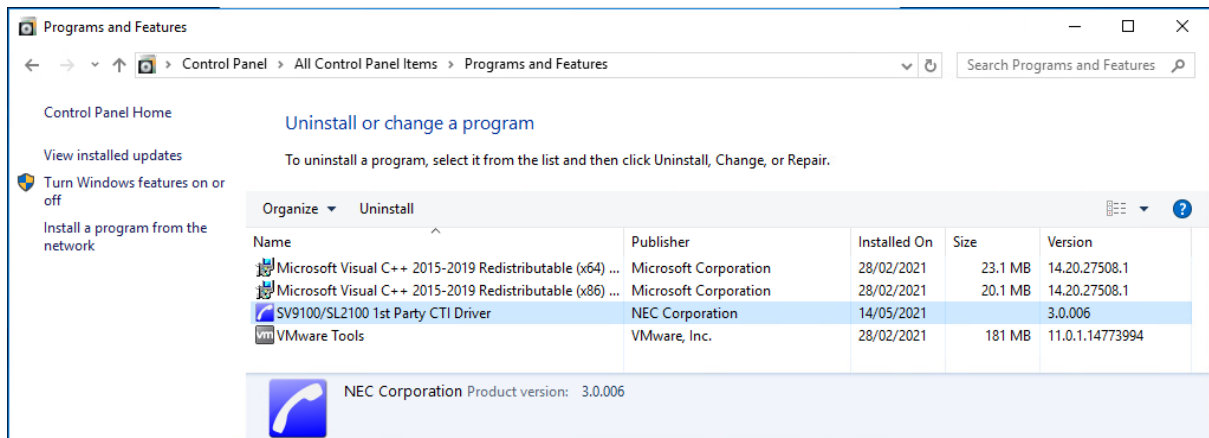 Programs and Features
Control Panel > All Control Panel Items > Programs and Features
Search Programs and Features
Control Panel Home
View installed updates
Turn Windows features on or
off
Install a program from the
network
Uninstall or change a program
To uninstall a program, select it from the list and then click Uninstall, Change, or Repair.
Organize Uninstall
Name Publisher Installed On Size Version
Microsoft Visual C++ 2015-2019 Redistributable (x64) ... Microsoft Corporation 28/02/2021 23.1 MB 14.20.27508.1
Microsoft Visual C++ 2015-2019 Redistributable (x86) ... Microsoft Corporation 28/02/2021 20.1 MB 14.20.27508.1
SV9100/SL2100 1st Party CTI Driver NEC Corporation 14/05/2021 3.0.006
vm VMware Tools VMware, Inc. 28/02/2021 181 MB 11.0.1.14773994
NEC Corporation Product version: 3.0.006